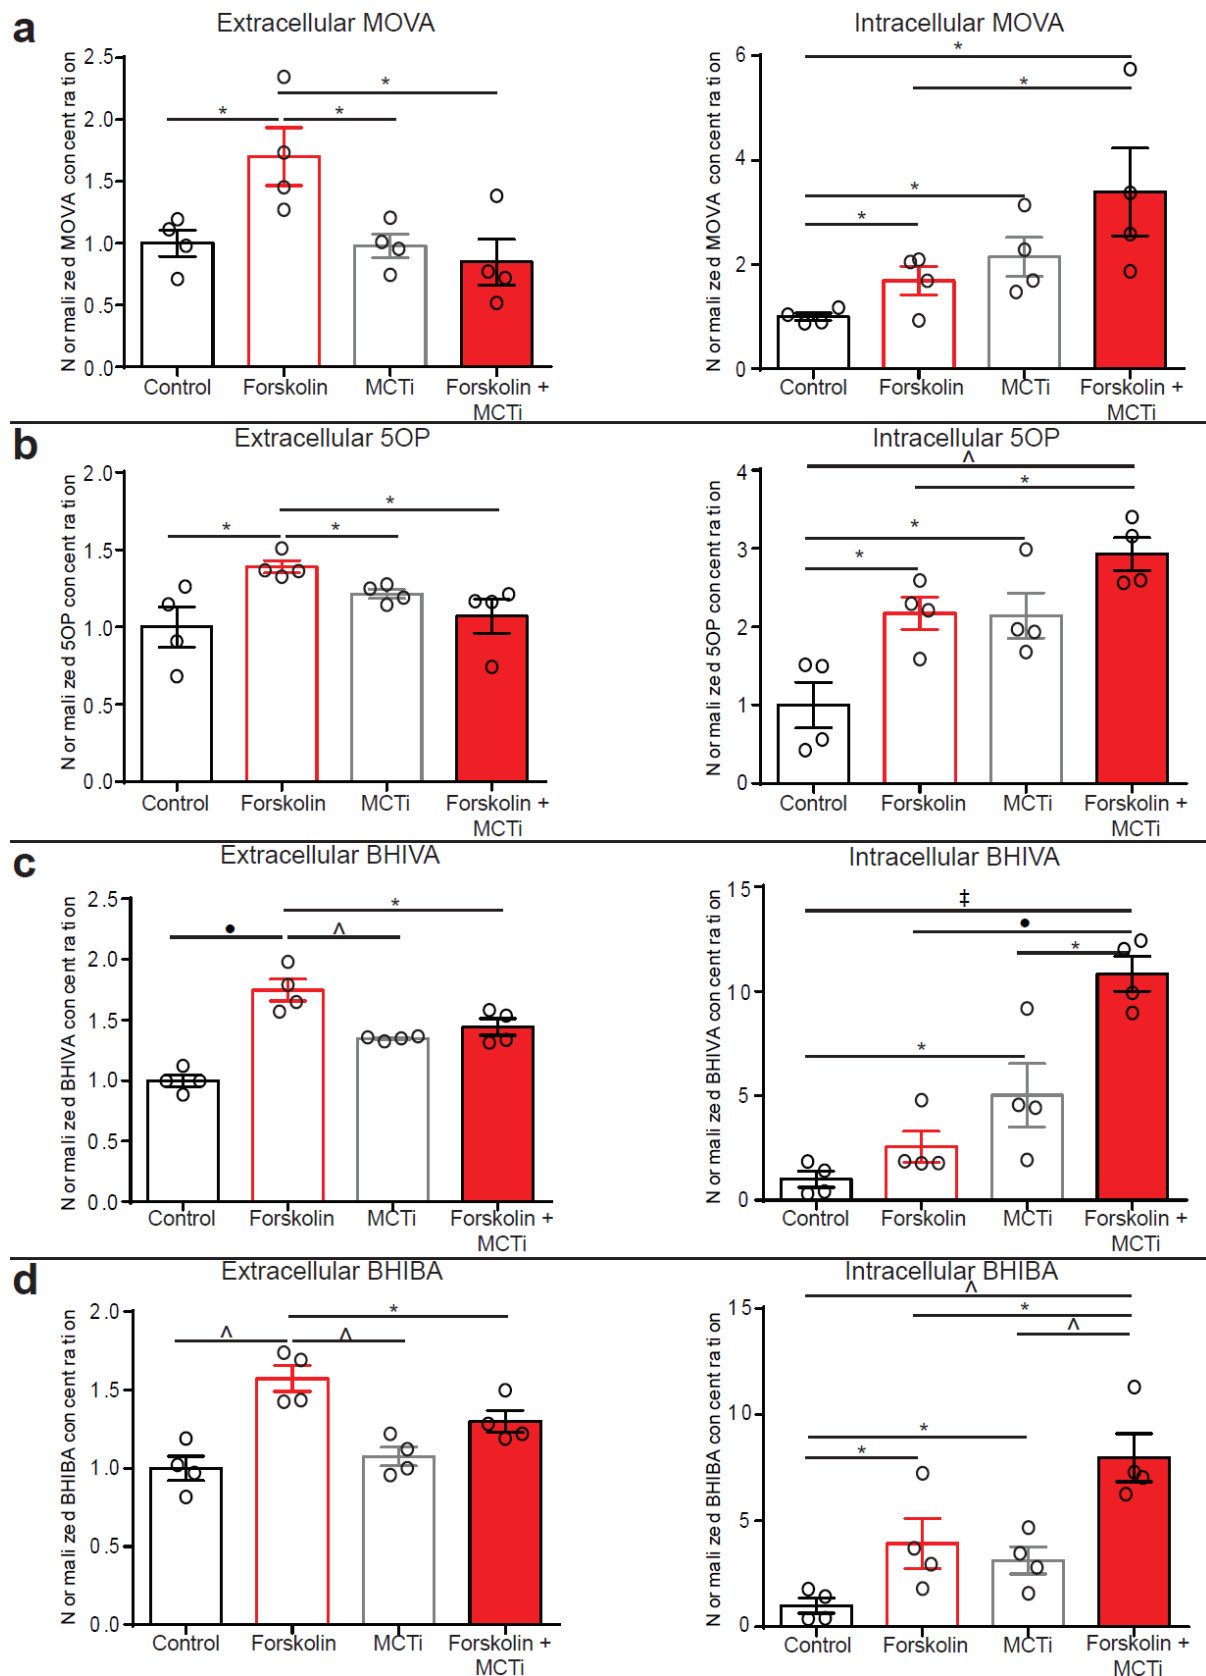 a
Extracellular MOVA
Normalized MOVA concentration
2.5
2.0
1.5
1.0
0.5
0.0
*
*
*
Control
Forskolin
MCTi
Forskolin +
MCTi
Intracellular MOVA
Normalized MOVA concentration
6
4
2
0
*
*
*
*
Control
Forskolin
MCTi
Forskolin +
MCTi
b
Extracellular 5OP
Normalized 5OP concentration
2.0
1.5
1.0
0.5
0.0
*
*
*
Control
Forskolin
MCTi
Forskolin +
MCTi
Intracellular 5OP
Normalized 5OP concentration
4
3
2
1
0
^
*
*
*
Control
Forskolin
MCTi
Forskolin +
MCTi
c
Extracellular BHIVA
Normalized BHIVA concentration
2.5
2.0
1.5
1.0
0.5
0.0
*
•
^
Control
Forskolin
MCTi
Forskolin +
MCTi
Intracellular BHIVA
Normalized BHIVA concentration
15
10
5
0
‡
•
*
*
Control
Forskolin
MCTi
Forskolin +
MCTi
d
Extracellular BHIBA
Normalized BHIBA concentration
2.0
1.5
1.0
0.5
0.0
*
^
^
Control
Forskolin
MCTi
Forskolin +
MCTi
Intracellular BHIBA
Normalized BHIBA concentration
15
10
5
0
^
*
^
*
*
Control
Forskolin
MCTi
Forskolin +
MCTi